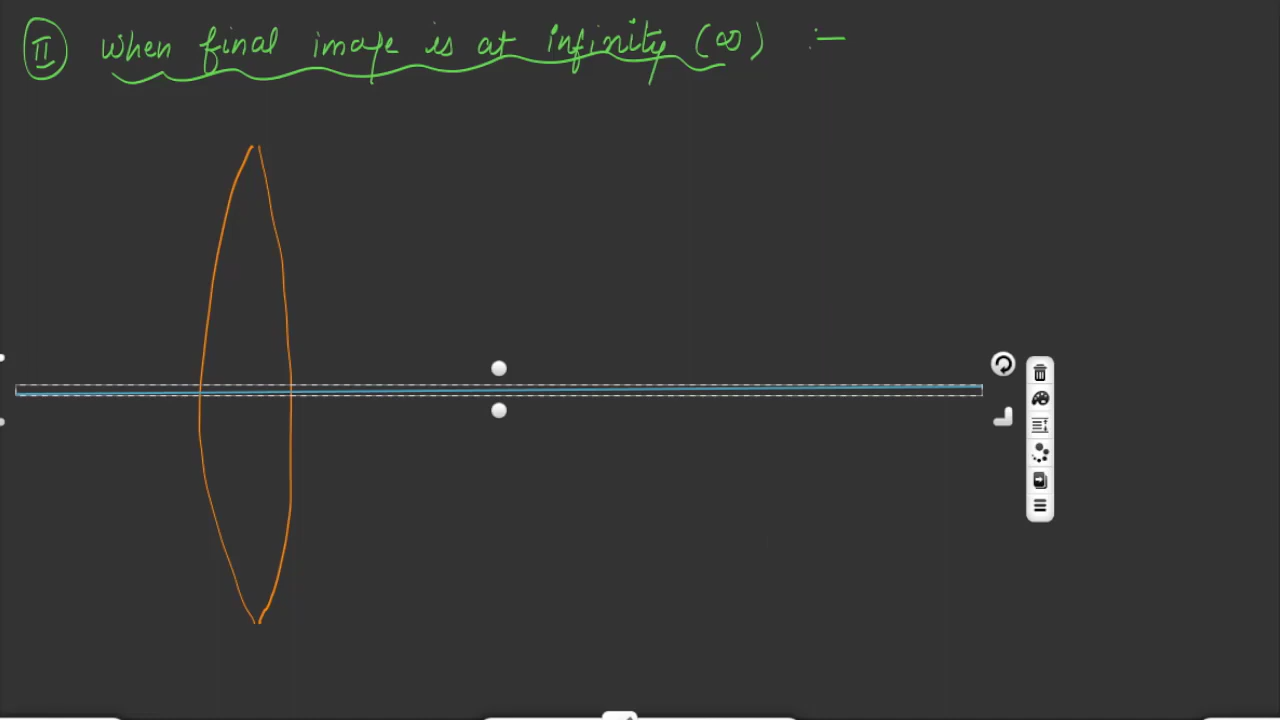 II when final image is at infinity (∞) :-